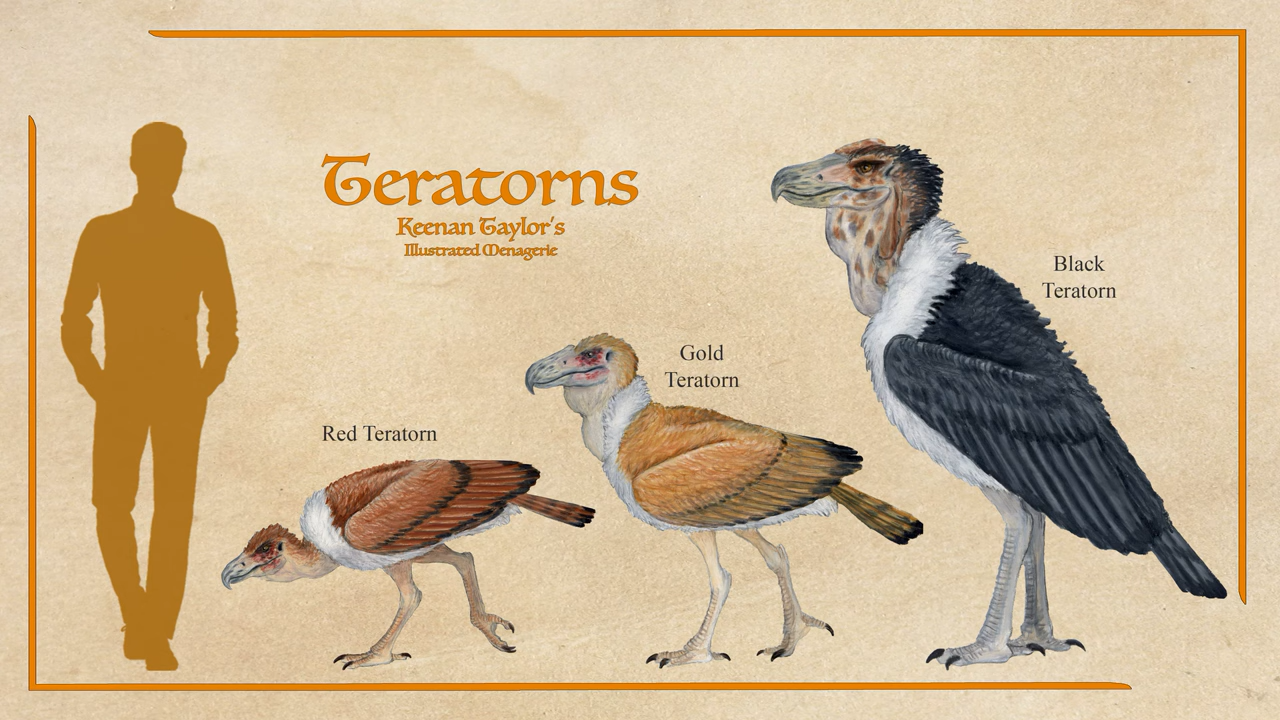 Teratorns
Keenan Taylor's
Illustrated Menagerie
Red Teratorn
Gold
Teratorn
Black
Teratorn